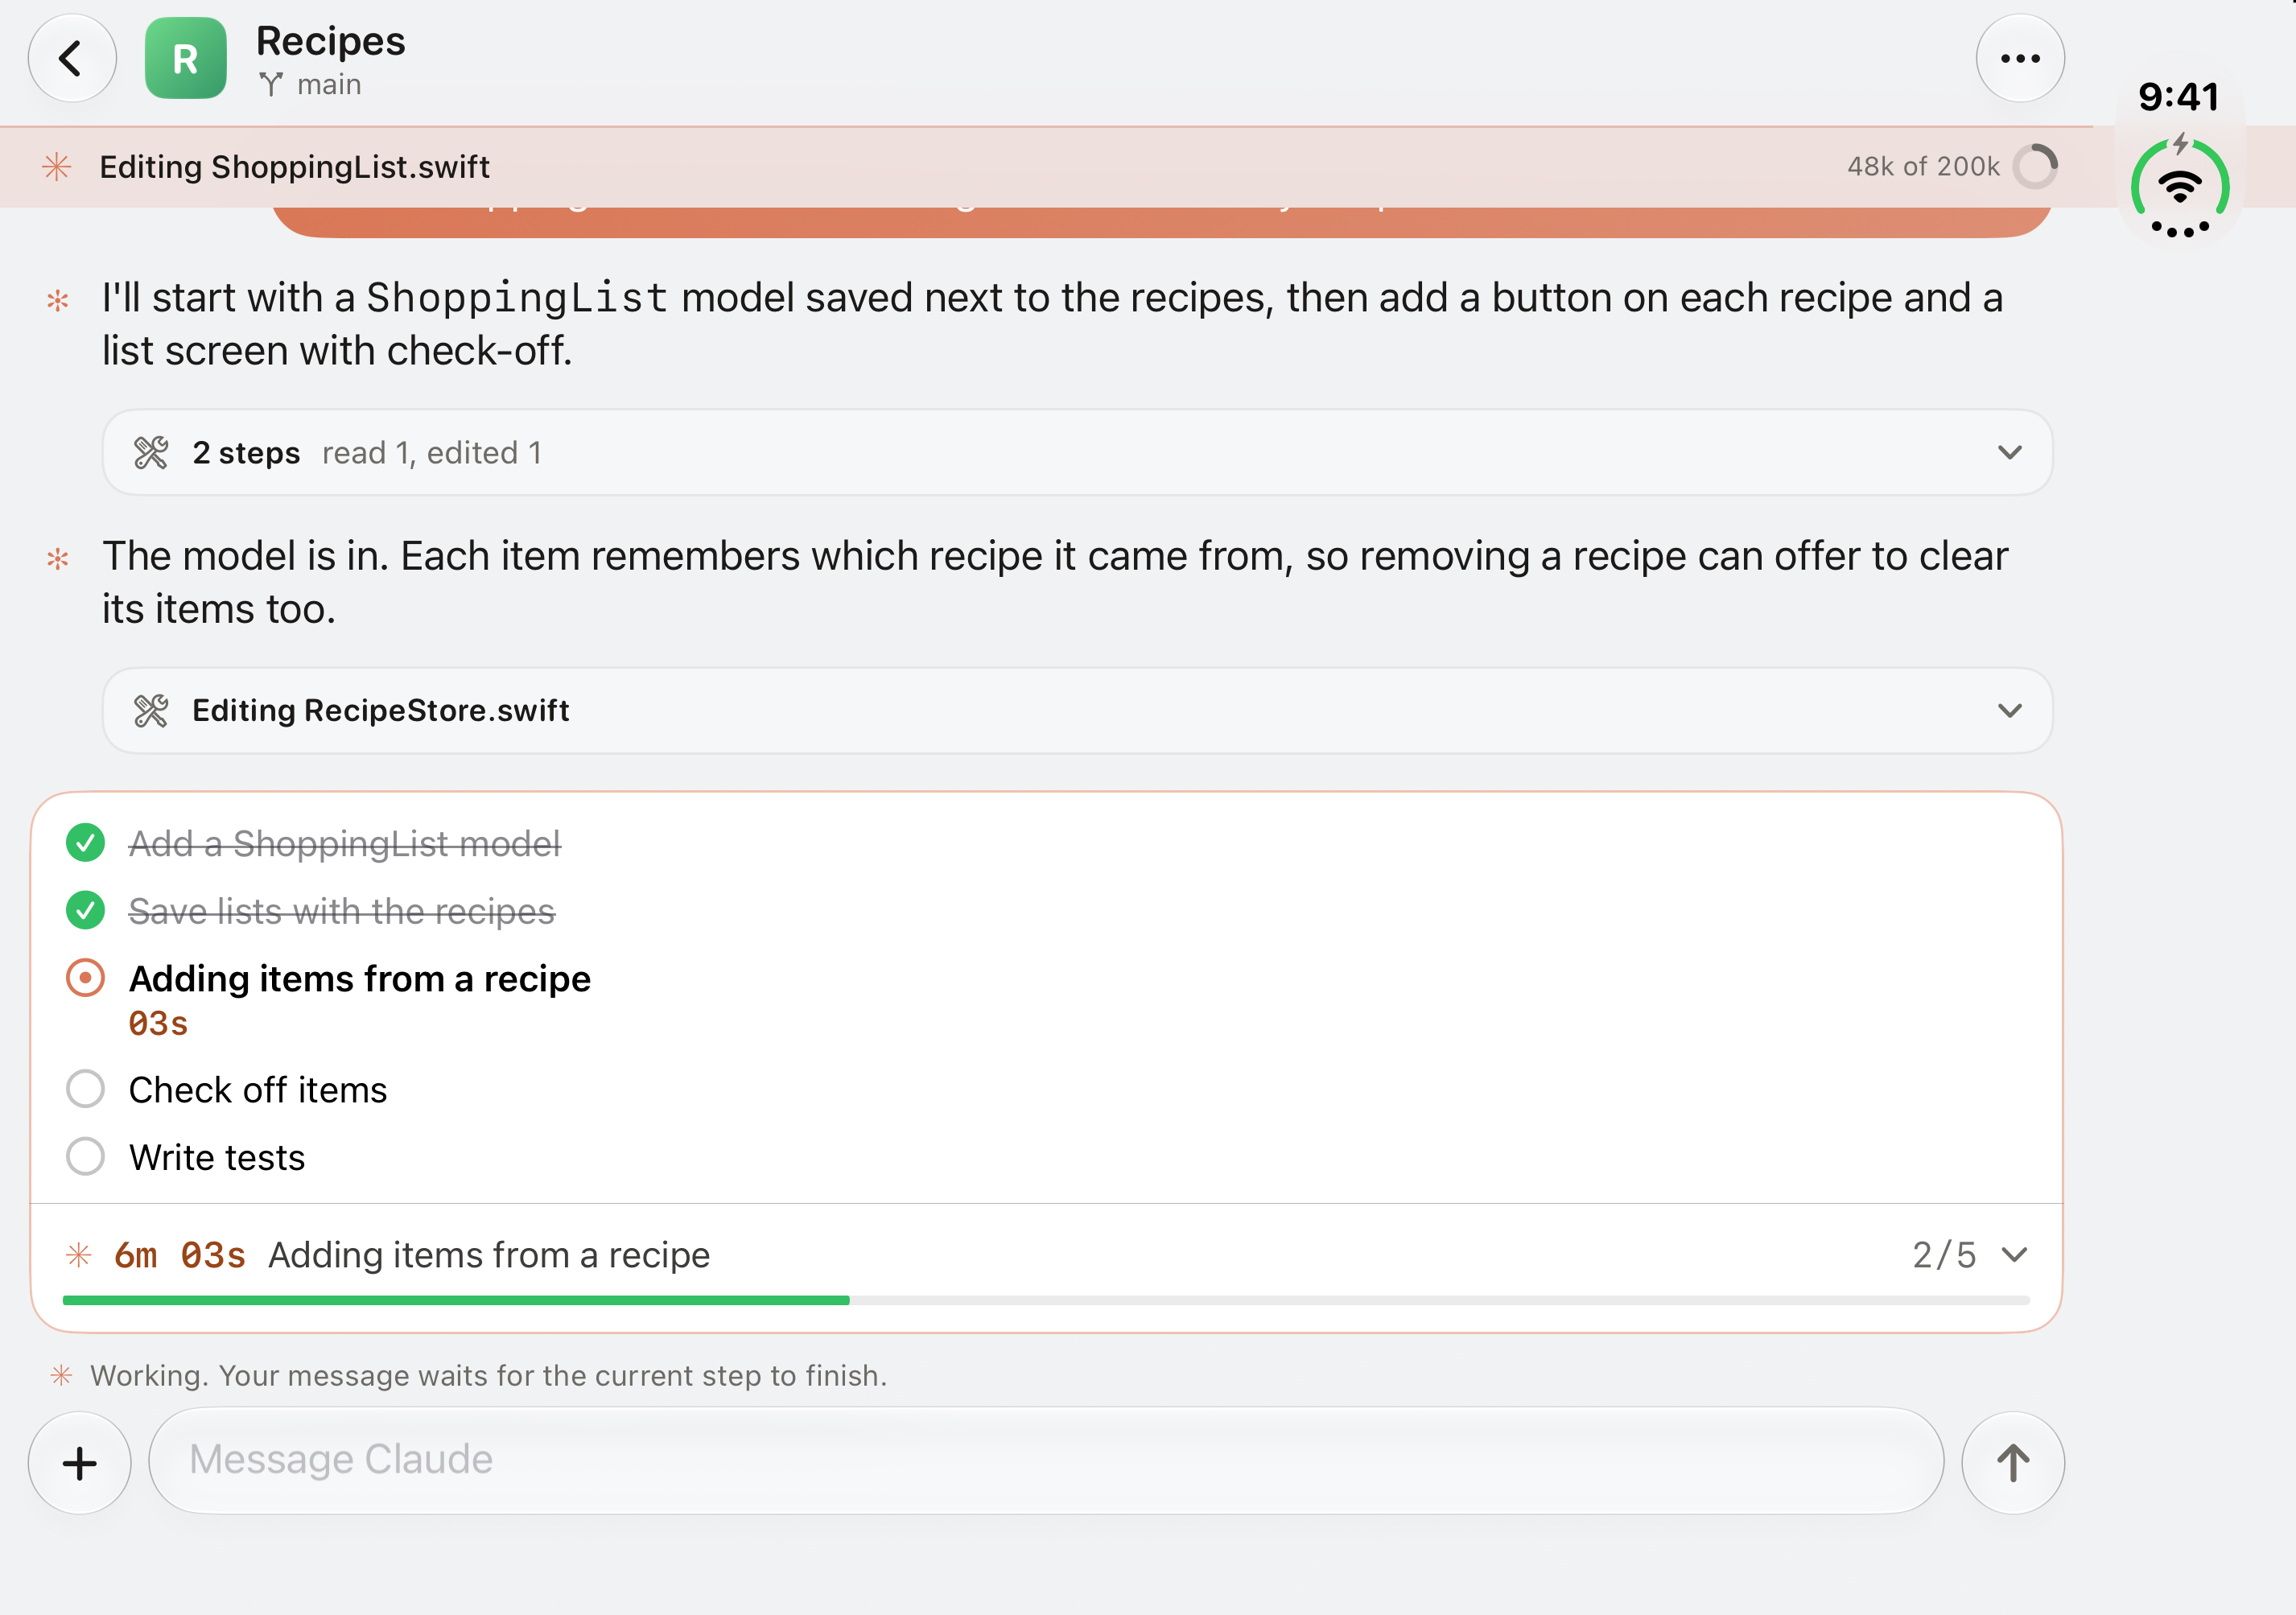 R
Recipes
main
9:41
Editing ShoppingList.swift
48k of 200k
I'll start with a ShoppingList model saved next to the recipes, then add a button on each recipe and a
list screen with check-off.
2 steps read 1, edited 1
The model is in. Each item remembers which recipe it came from, so removing a recipe can offer to clear
its items too.
Editing RecipeStore.swift
Add a ShoppingList model
Save lists with the recipes
Adding items from a recipe
03s
Check off items
Write tests
6m 03s Adding items from a recipe
2/5
Working. Your message waits for the current step to finish.
Message Claude